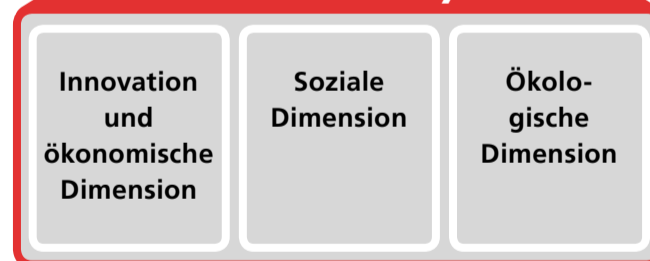 Innovation
und
ökonomische
Dimension
Soziale
Dimension
Ökolo-
gische
Dimension